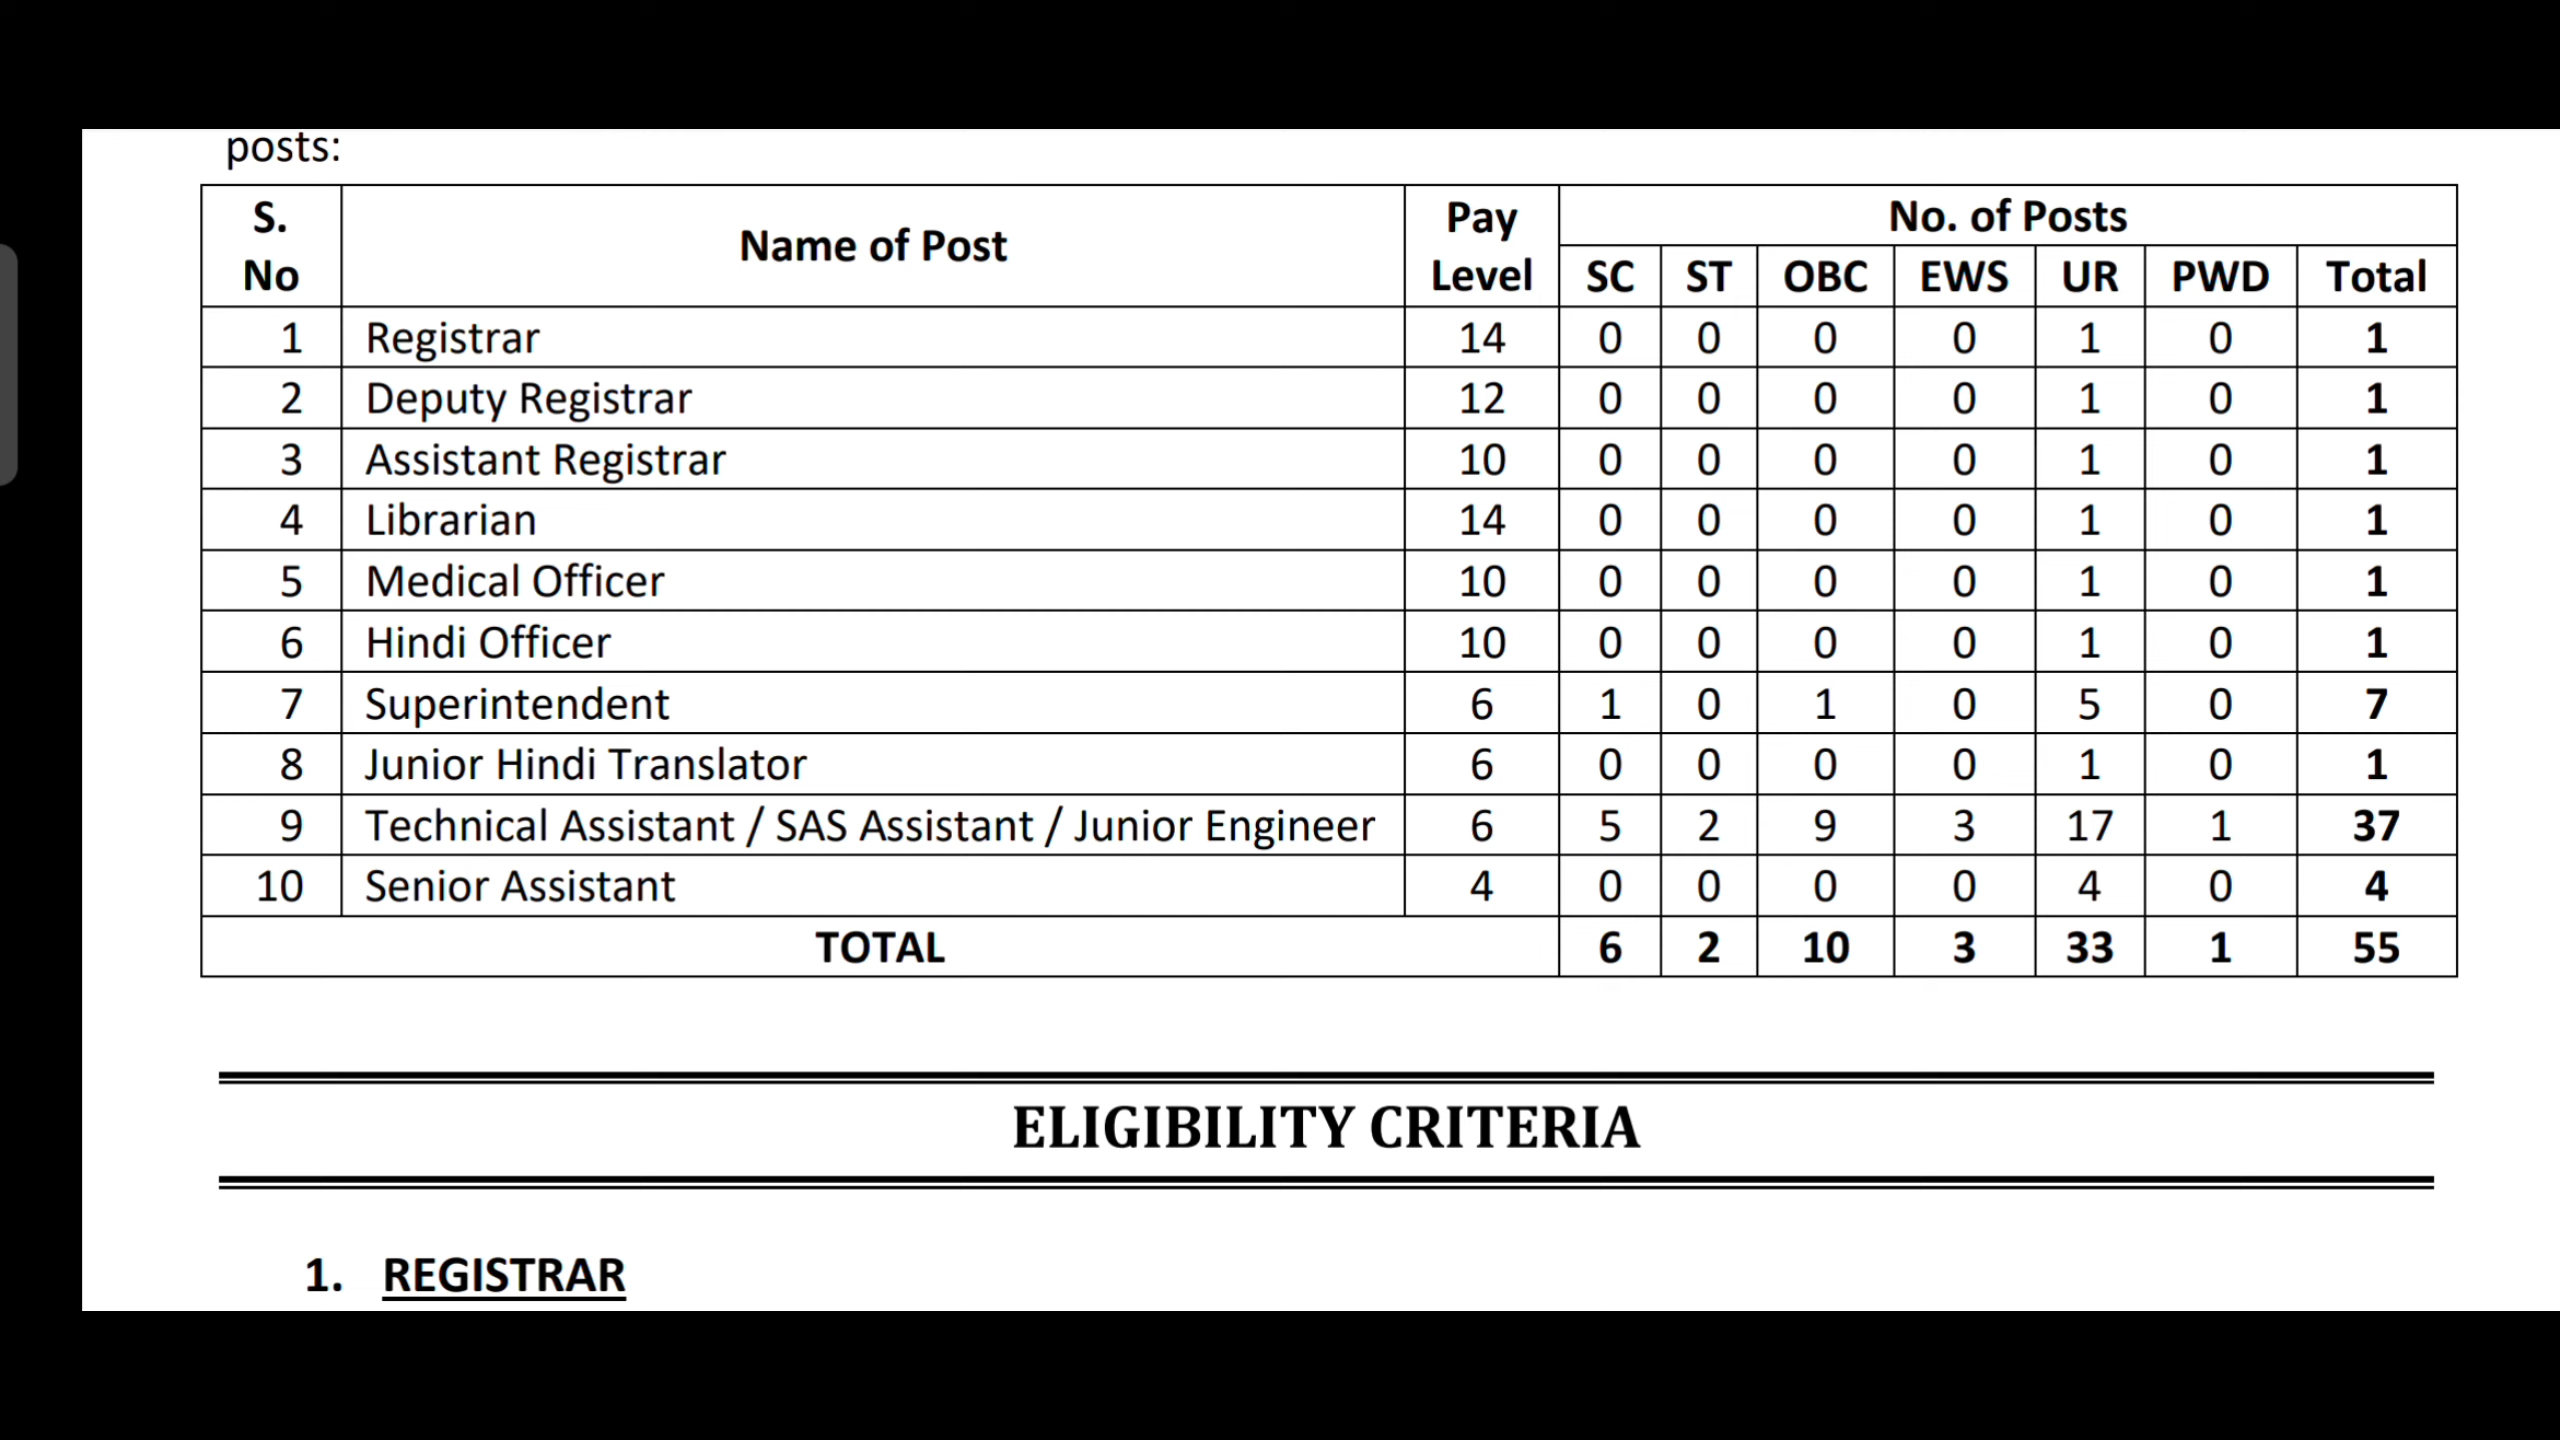 posts:
S. No Name of Post Pay Level No. of Posts
SC ST OBC EWS UR PWD Total
1 Registrar 14 0 0 0 0 1 0 1
2 Deputy Registrar 12 0 0 0 0 1 0 1
3 Assistant Registrar 10 0 0 0 0 1 0 1
4 Librarian 14 0 0 0 0 1 0 1
5 Medical Officer 10 0 0 0 0 1 0 1
6 Hindi Officer 10 0 0 0 0 1 0 1
7 Superintendent 6 1 0 1 0 5 0 7
8 Junior Hindi Translator 6 0 0 0 0 1 0 1
9 Technical Assistant / SAS Assistant / Junior Engineer 6 5 2 9 3 17 1 37
10 Senior Assistant 4 0 0 0 0 4 0 4
TOTAL 6 2 10 3 33 1 55
ELIGIBILITY CRITERIA
1. REGISTRAR